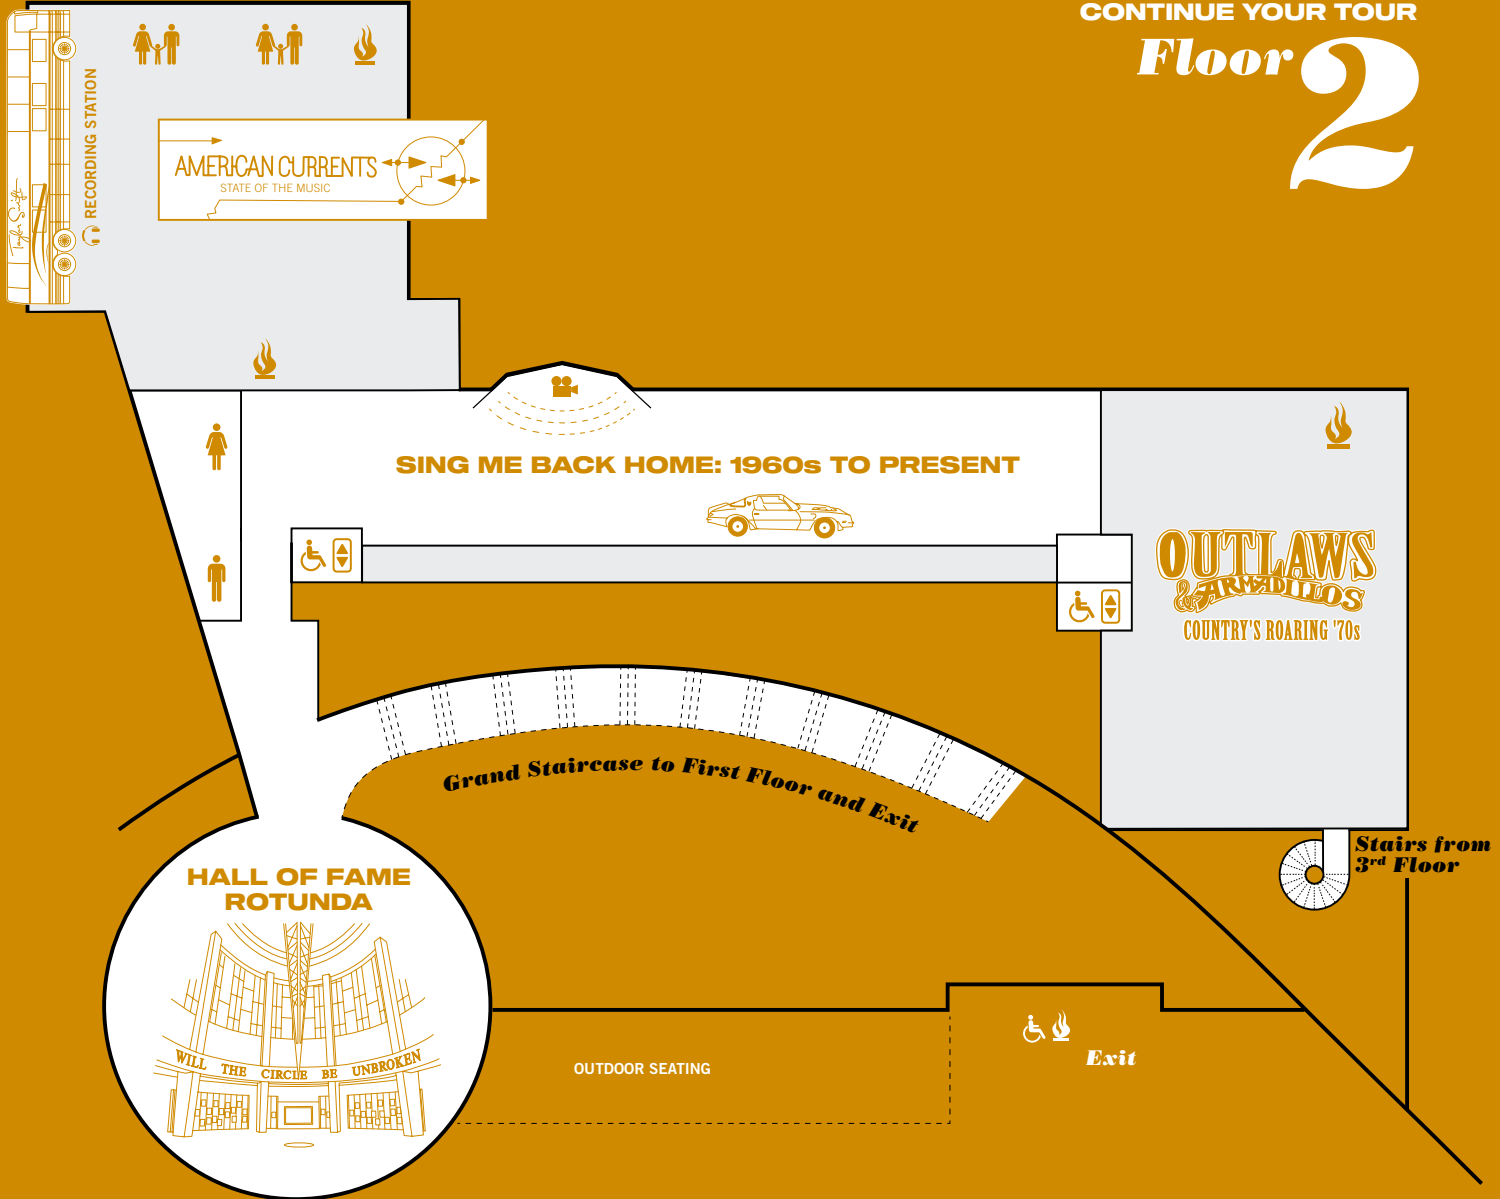 CONTINUE YOUR TOUR
Floor 2
RECORDING STATION
Taylor Swift
AMERICAN CURRENTS
STATE OF THE MUSIC
SING ME BACK HOME: 1960s TO PRESENT
OUTLAWS
& ARMADILLOS
COUNTRY'S ROARING '70s
Grand Staircase to First Floor and Exit
Stairs from
3rd Floor
HALL OF FAME
ROTUNDA
WILL THE CIRCLE BE UNBROKEN
OUTDOOR SEATING
Exit